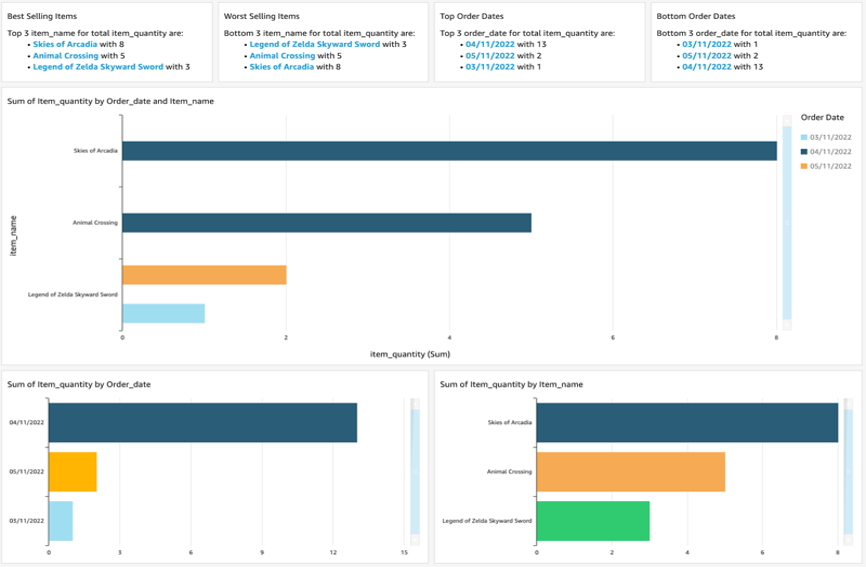 Best Selling Items
Top 3 item_name for total item_quantity are:
• Skies of Arcadia with 8
• Animal Crossing with 5
• Legend of Zelda Skyward Sword with 3
Worst Selling Items
Bottom 3 item_name for total item_quantity are:
• Legend of Zelda Skyward Sword with 3
• Animal Crossing with 5
• Skies of Arcadia with 8
Top Order Dates
Top 3 order_date for total item_quantity are:
• 04/11/2022 with 13
• 05/11/2022 with 2
• 03/11/2022 with 1
Bottom Order Dates
Bottom 3 order_date for total item_quantity are:
• 03/11/2022 with 1
• 05/11/2022 with 2
• 04/11/2022 with 13
Sum of Item_quantity by Order_date and Item_name
item_name
Skies of Arcadia
Animal Crossing
Legend of Zelda Skyward Sword
0 2 4 6 8
item_quantity (Sum)
Order Date
03/11/2022
04/11/2022
05/11/2022
Sum of Item_quantity by Order_date
04/11/2022
05/11/2022
03/11/2022
0 3 6 9 12 15
Sum of Item_quantity by Item_name
Skies of Arcadia
Animal Crossing
Legend of Zelda Skyward Sword
0 2 4 6 8